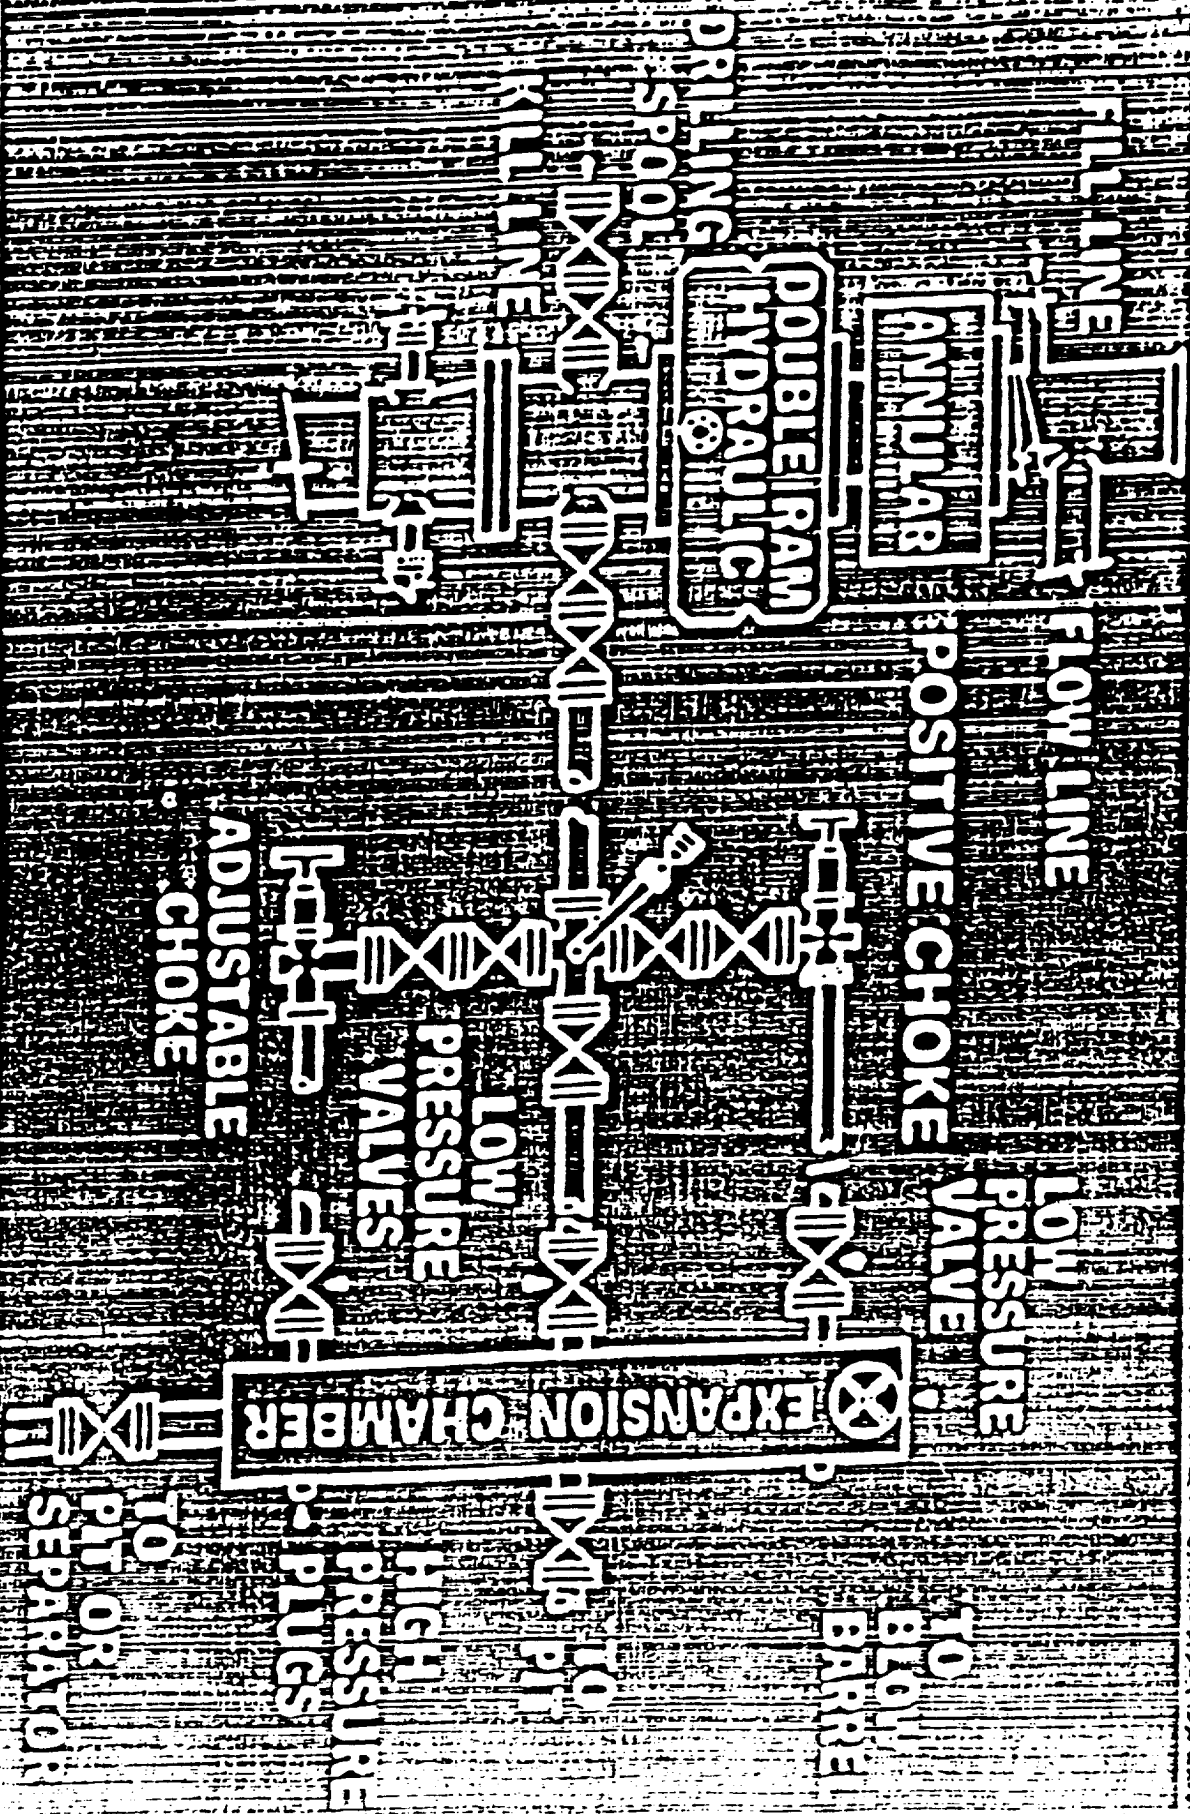 FILL LINE
FLOW LINE
ANNULAR
POSITIVE CHOKE
LOW
PRESSURE
VALVE
DOUBLE RAM
HYDRAULIC
DRILLING
SPOOL
KILL LINE
LOW
PRESSURE
VALVES
ADJUSTABLE
CHOKE
EXPANSION CHAMBER
TO
BLOW
TO
PIT
HIGH
PRESSURE
PLUGS
TO
PIT OR